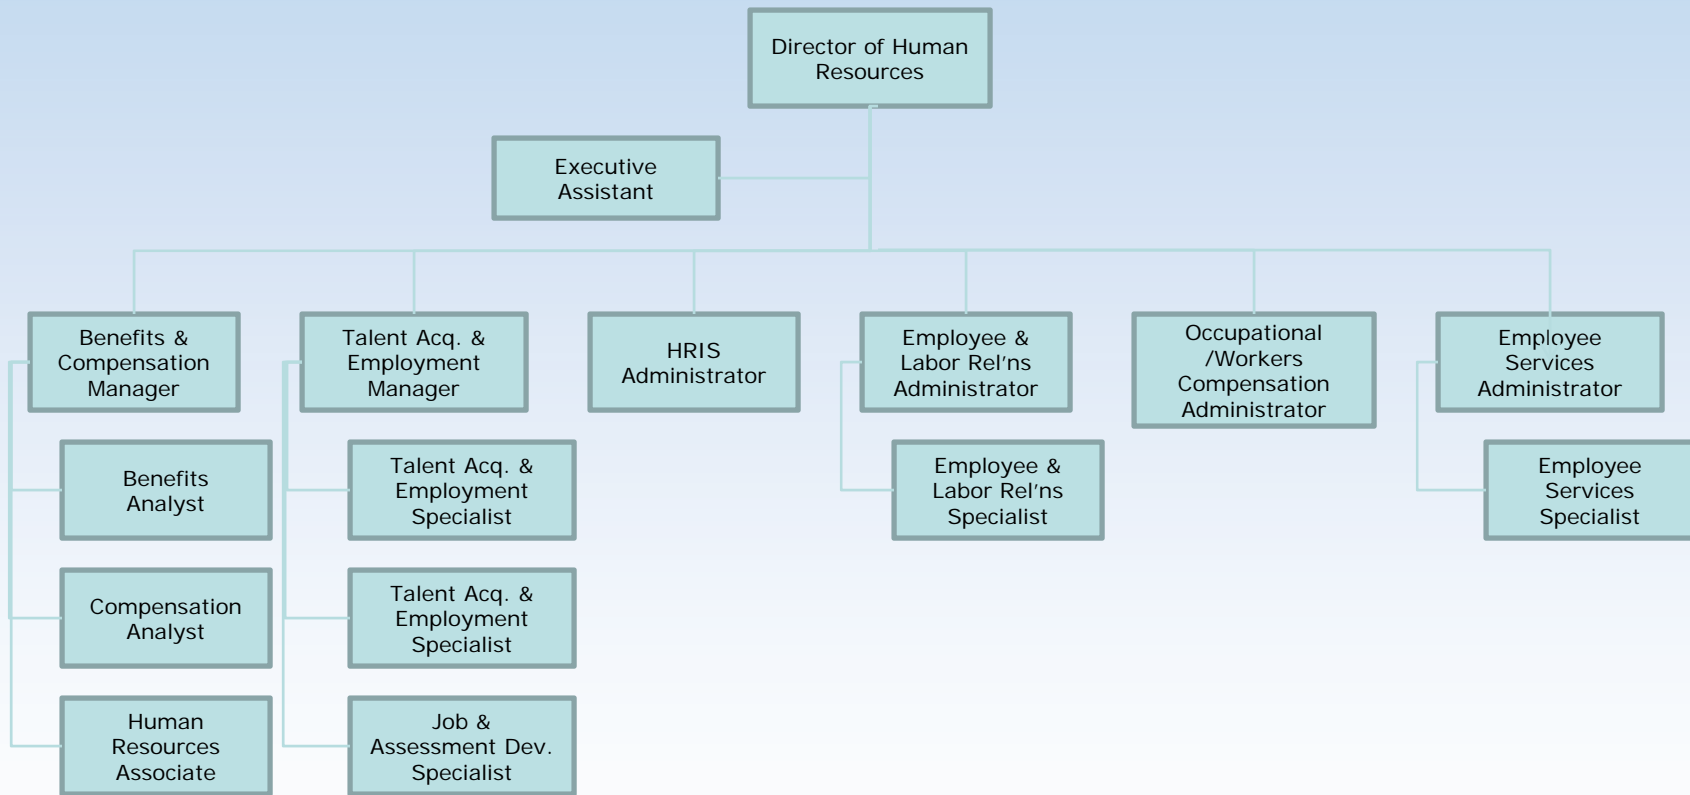 Director of Human
Resources
Executive
Assistant
Benefits &
Compensation
Manager
Talent Acq. &
Employment
Manager
HRIS
Administrator
Employee &
Labor Rel'ns
Administrator
Occupational
/Workers
Compensation
Administrator
Employee
Services
Administrator
Benefits
Analyst
Talent Acq. &
Employment
Specialist
Employee &
Labor Rel'ns
Specialist
Employee
Services
Specialist
Compensation
Analyst
Talent Acq. &
Employment
Specialist
Human
Resources
Associate
Job &
Assessment Dev.
Specialist